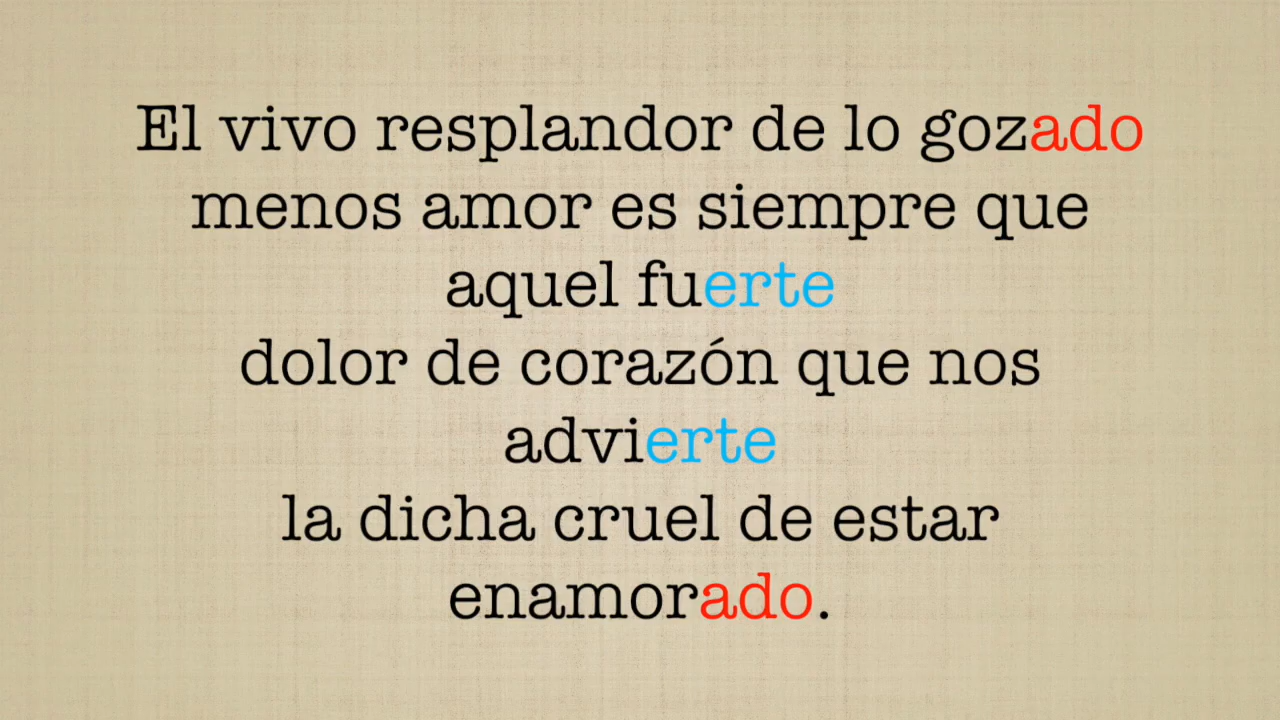 El vivo resplandor de lo gozado
menos amor es siempre que
aquel fuerte
dolor de corazón que nos
advierte
la dicha cruel de estar
enamorado.